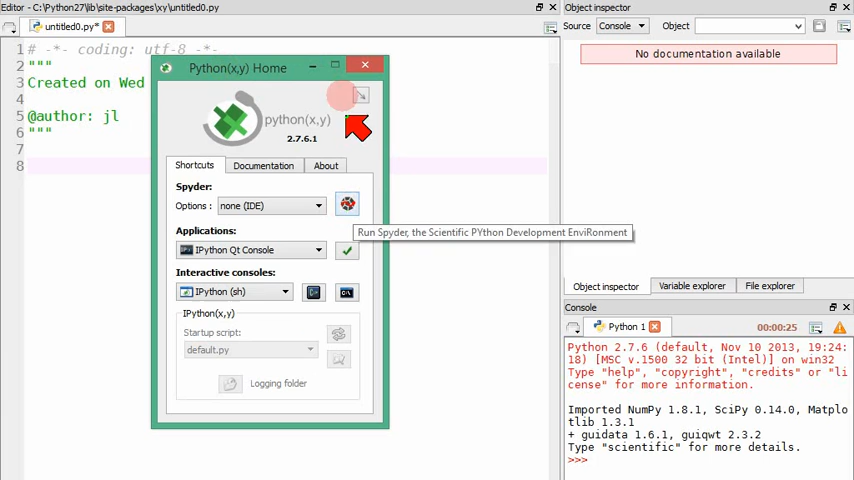 Editor - C:\Python27\lib\site-packages\xy\untitled0.py
untitled0.py*
1 # -*- coding: utf-8 -*-
2 """
3 Created on Wed
4
5 @author: jl
6 """
7
8
Python(x,y) Home
python(x,y)
2.7.6.1
Shortcuts Documentation About
Spyder:
Options : none (IDE)
Run Spyder, the Scientific PYthon Development EnviRonment
Applications:
IPython Qt Console
Interactive consoles:
IPython (sh)
IPython(x,y)
Startup script:
default.py
Logging folder
Object inspector
Source Console Object
No documentation available
Object inspector Variable explorer File explorer
Console
Python 1 00:00:25
Python 2.7.6 (default, Nov 10 2013, 19:24:
18) [MSC v.1500 32 bit (Intel)] on win32
Type "help", "copyright", "credits" or "li
cense" for more information.
Imported NumPy 1.8.1, SciPy 0.14.0, Matplo
tlib 1.3.1
+ guidata 1.6.1, guiqwt 2.3.2
Type "scientific" for more details.
>>>